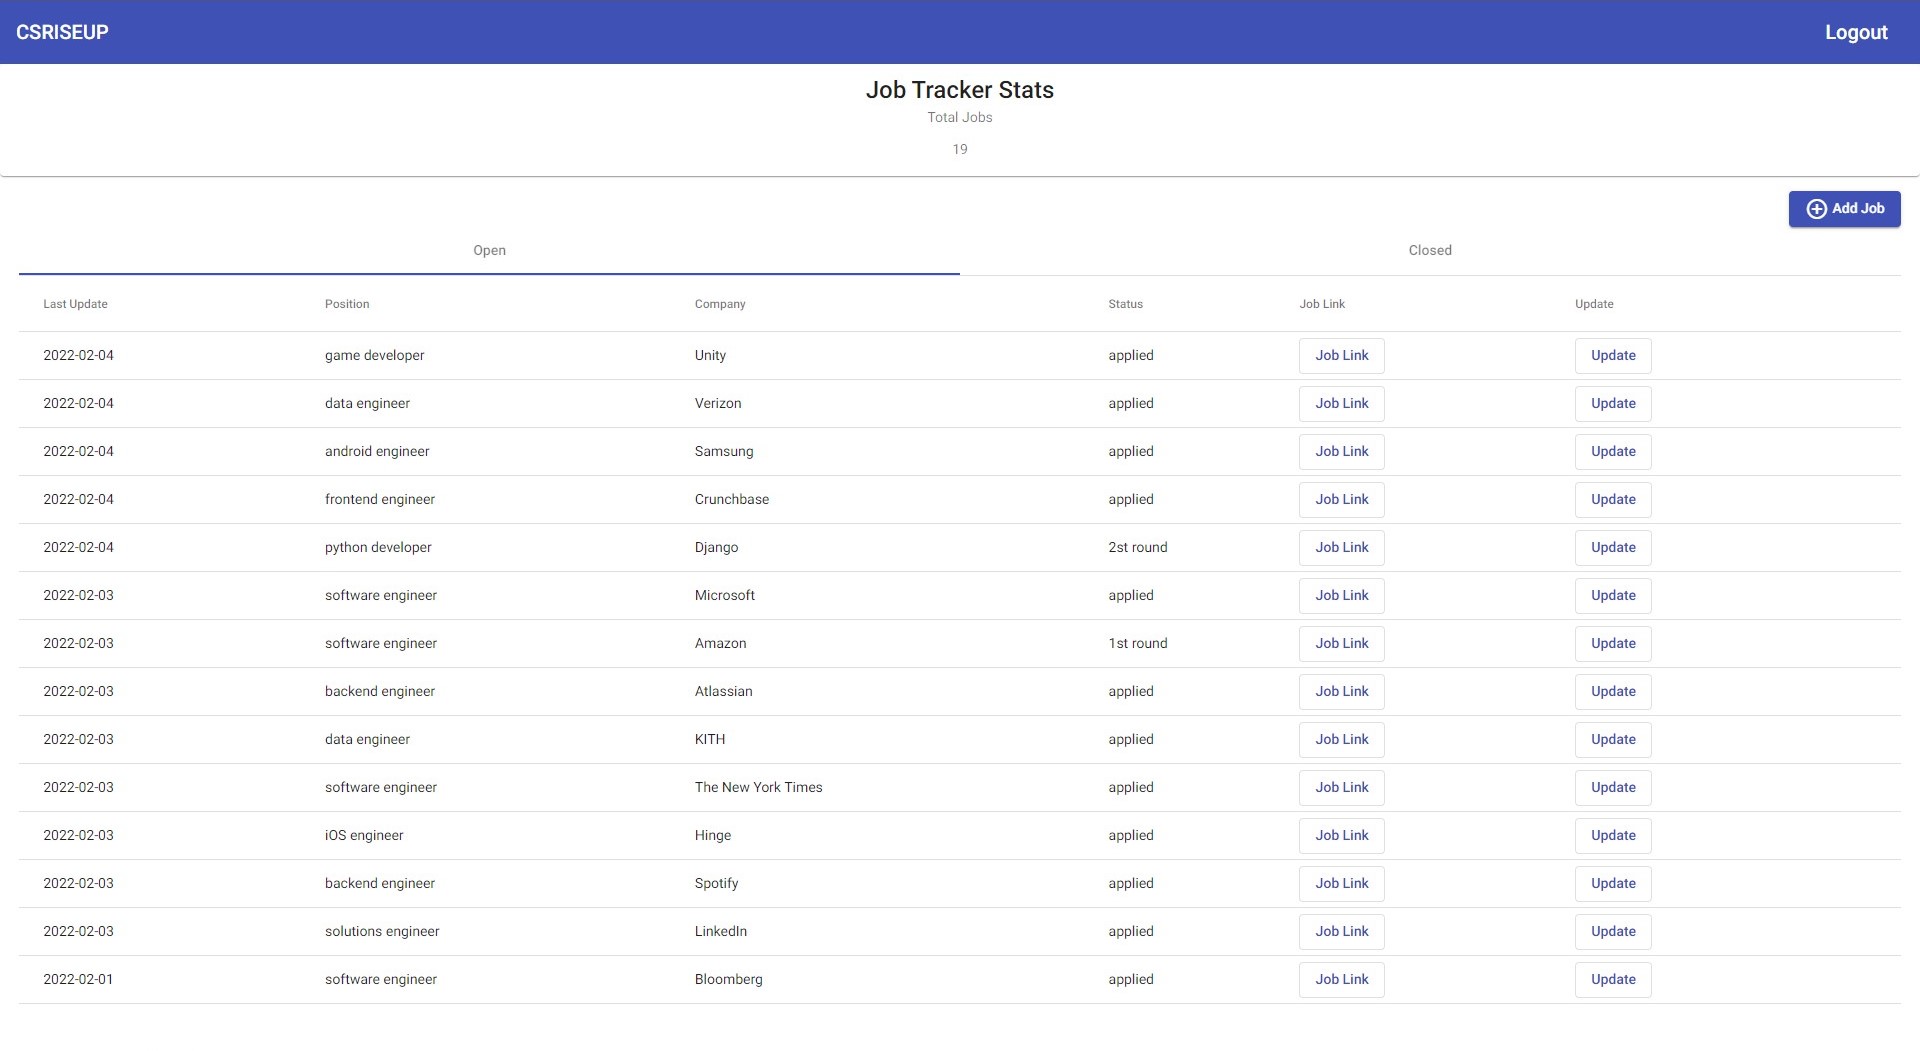 CSRISEUP Logout
Job Tracker Stats
Total Jobs
19
Add Job
Open Closed
Last Update Position Company Status Job Link Update
2022-02-04 game developer Unity applied Job Link Update
2022-02-04 data engineer Verizon applied Job Link Update
2022-02-04 android engineer Samsung applied Job Link Update
2022-02-04 frontend engineer Crunchbase applied Job Link Update
2022-02-04 python developer Django 2st round Job Link Update
2022-02-03 software engineer Microsoft applied Job Link Update
2022-02-03 software engineer Amazon 1st round Job Link Update
2022-02-03 backend engineer Atlassian applied Job Link Update
2022-02-03 data engineer KITH applied Job Link Update
2022-02-03 software engineer The New York Times applied Job Link Update
2022-02-03 iOS engineer Hinge applied Job Link Update
2022-02-03 backend engineer Spotify applied Job Link Update
2022-02-03 solutions engineer LinkedIn applied Job Link Update
2022-02-01 software engineer Bloomberg applied Job Link Update